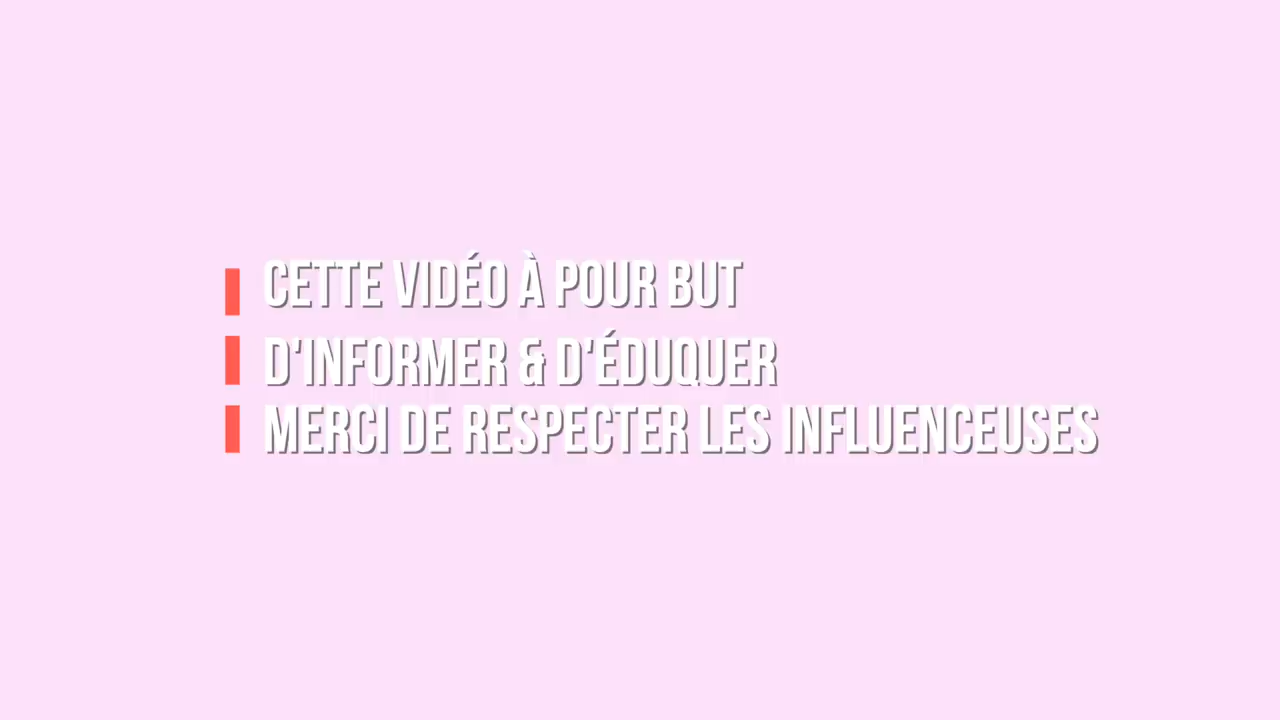 CETTE VIDÉO À POUR BUT
D'INFORMER & D'ÉDUQUER
MERCI DE RESPECTER LES INFLUENCEUSES